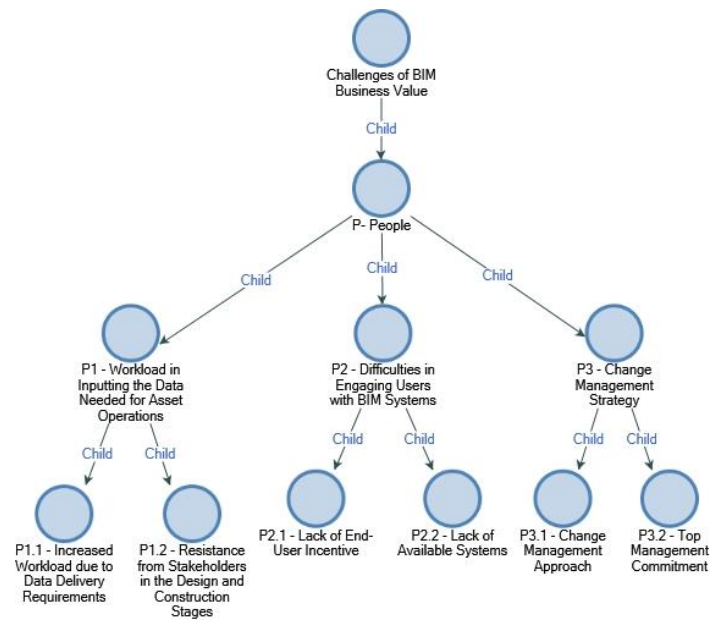 Challenges of BIM
Business Value
Child
P- People
Child
Child
Child
P1 - Workload in
Inputting the Data
Needed for Asset
Operations
P2 - Difficulties in
Engaging Users
with BIM Systems
P3 - Change
Management
Strategy
Child
Child
Child
Child
Child
Child
P1.1 - Increased
Workload due to
Data Delivery
Requirements
P1.2 - Resistance
from Stakeholders
in the Design and
Construction
Stages
P2.1 - Lack of End-
User Incentive
P2.2 - Lack of
Available Systems
P3.1 - Change
Management
Approach
P3.2 - Top
Management
Commitment